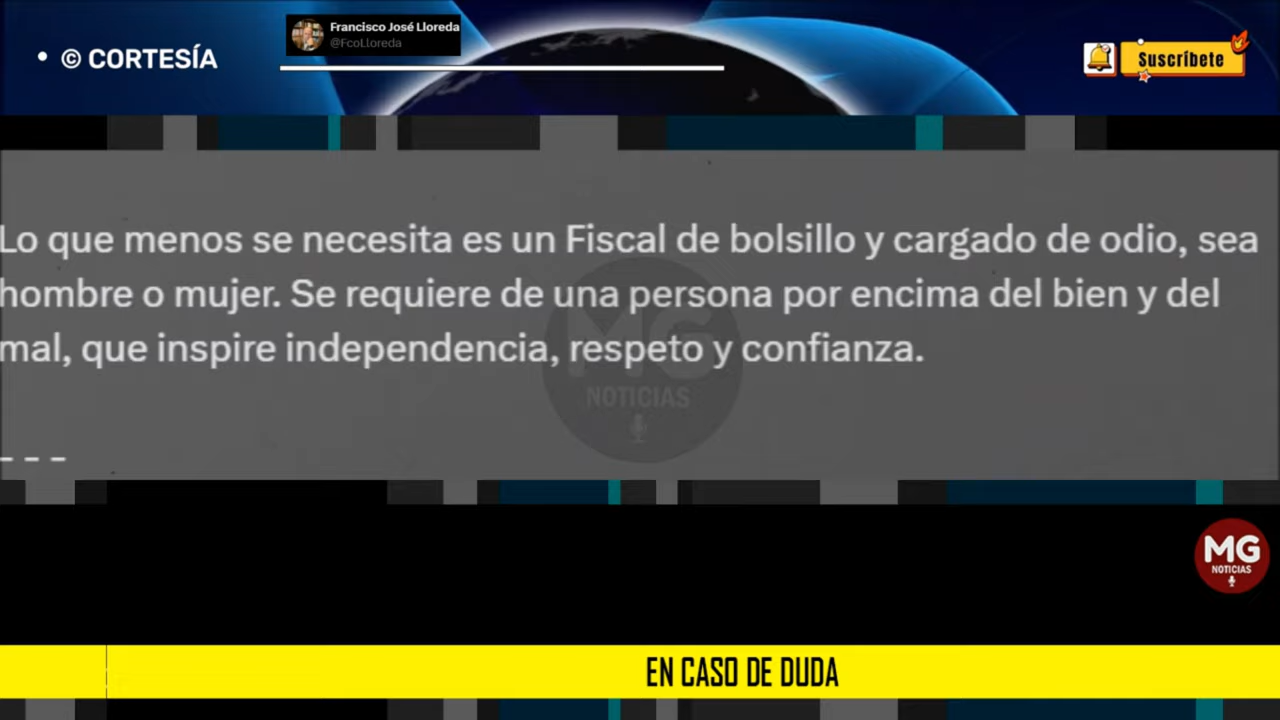 • © CORTESÍA
Francisco José Lloreda
@FcoLloreda
Suscríbete
Lo que menos se necesita es un Fiscal de bolsillo y cargado de odio, sea
hombre o mujer. Se requiere de una persona por encima del bien y del
mal, que inspire independencia, respeto y confianza.
MG
NOTICIAS
- - -
MG
NOTICIAS
EN CASO DE DUDA